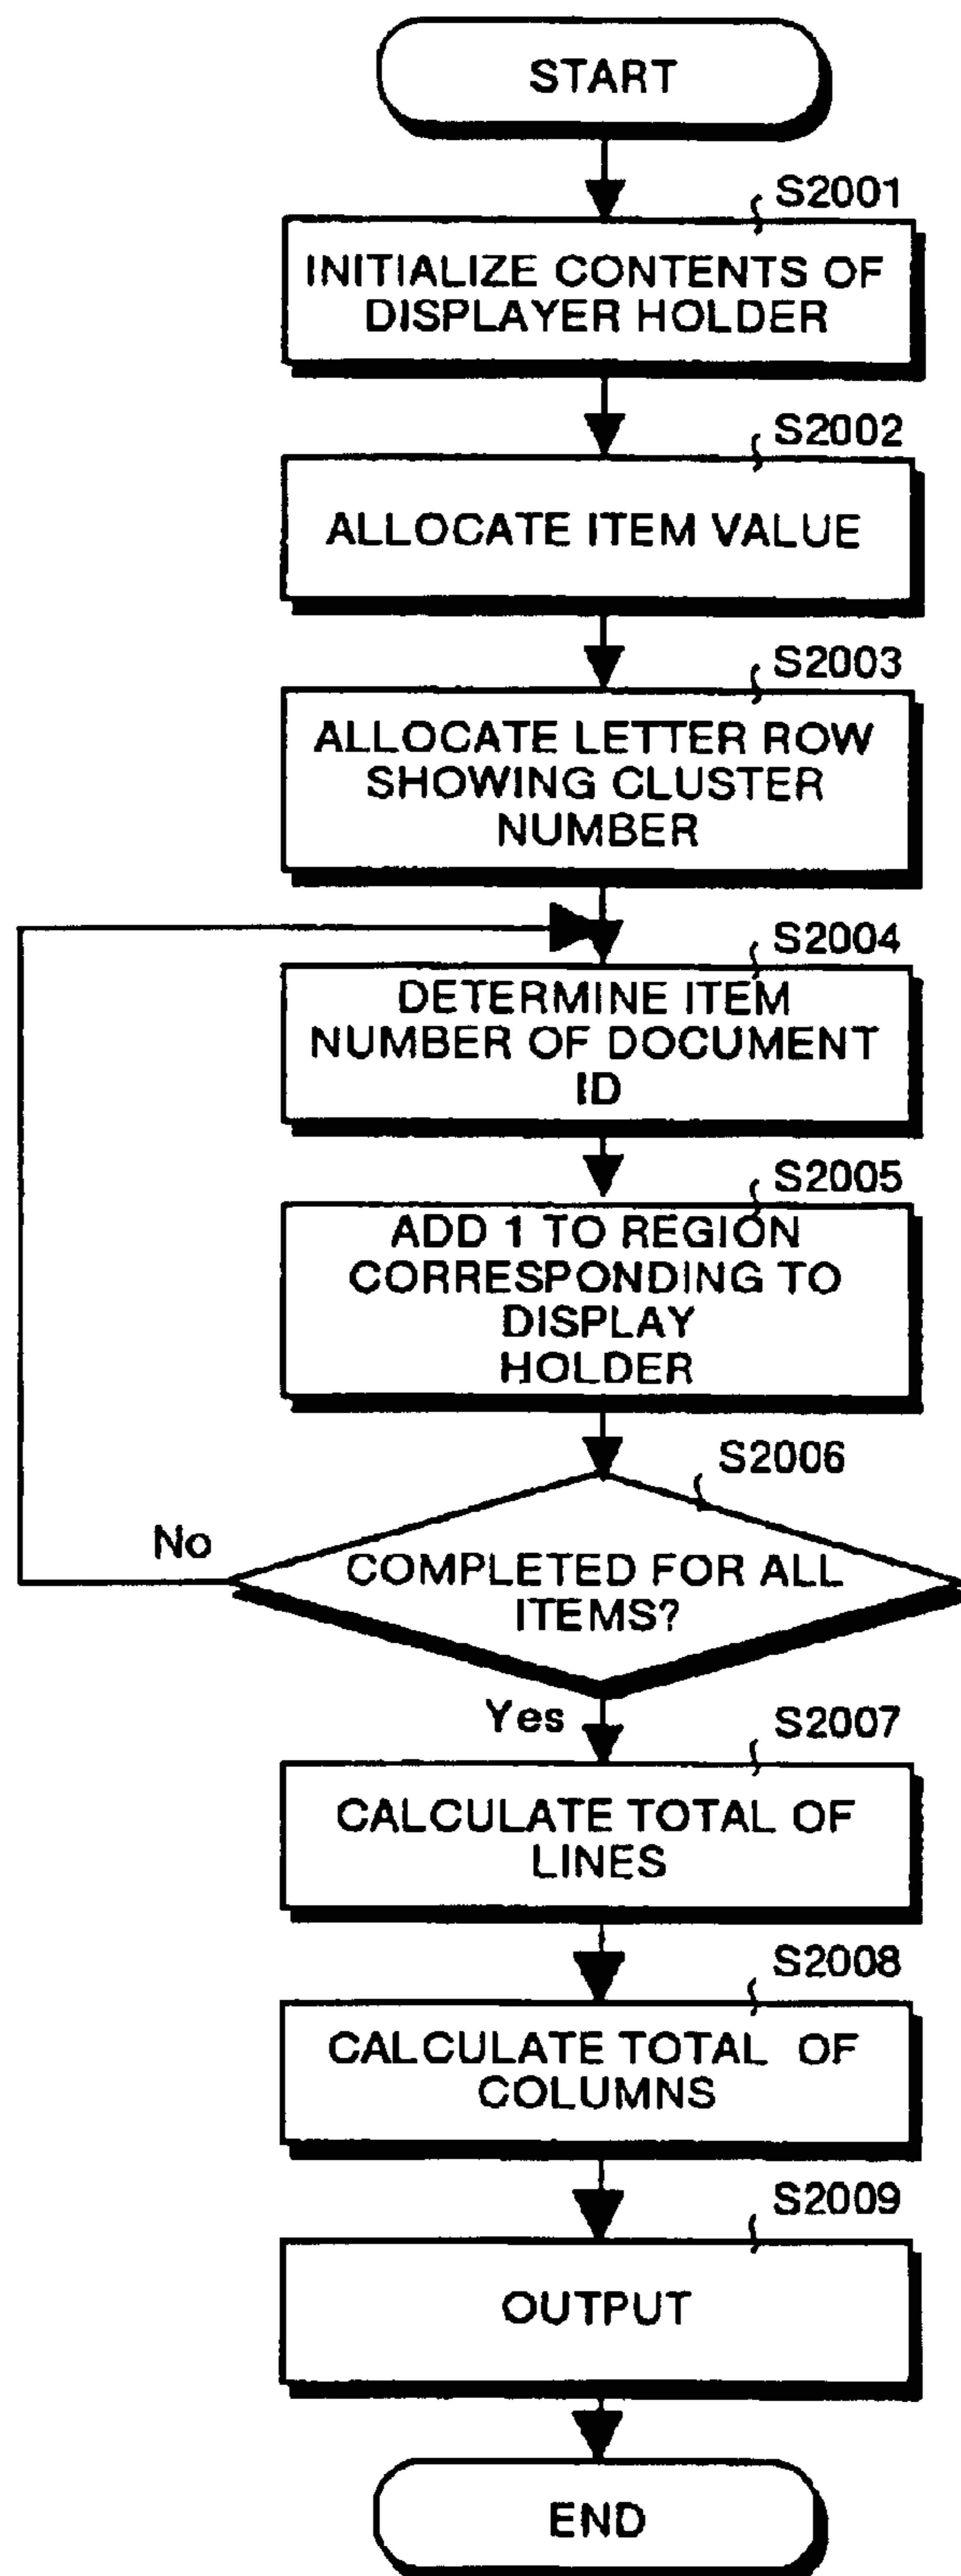 START
S2001
INITIALIZE CONTENTS OF
DISPLAYER HOLDER
S2002
ALLOCATE ITEM VALUE
S2003
ALLOCATE LETTER ROW
SHOWING CLUSTER
NUMBER
S2004
DETERMINE ITEM
NUMBER OF DOCUMENT
ID
S2005
ADD 1 TO REGION
CORRESPONDING TO
DISPLAY
HOLDER
S2006
No
COMPLETED FOR ALL
ITEMS?
Yes
S2007
CALCULATE TOTAL OF
LINES
S2008
CALCULATE TOTAL OF
COLUMNS
S2009
OUTPUT
END